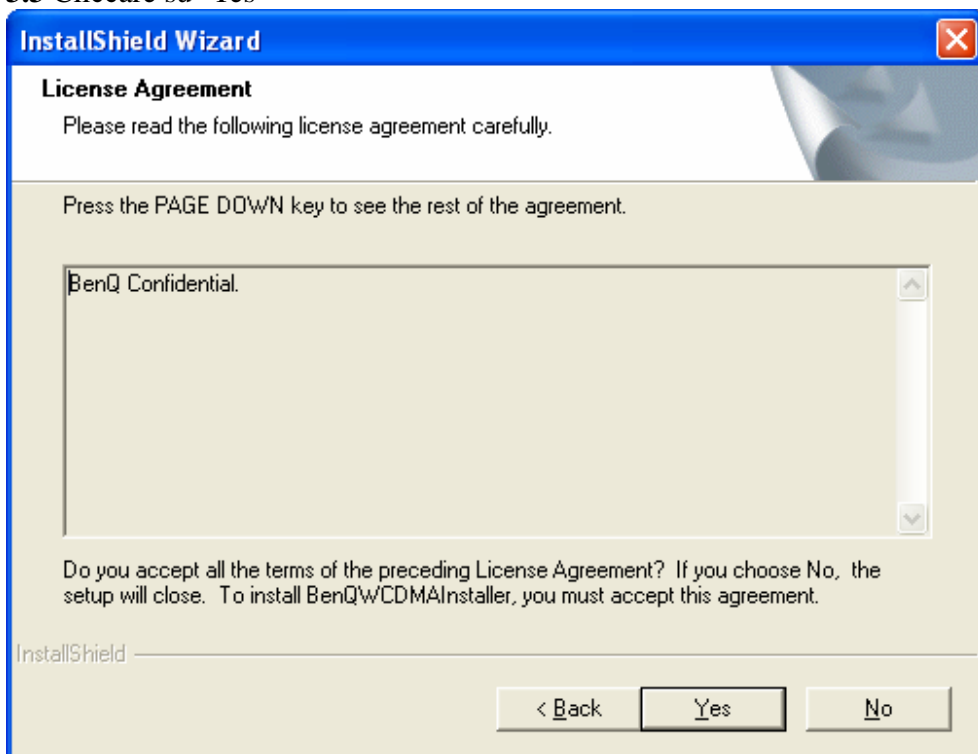 su "Yes"
InstallShield Wizard
License Agreement
Please read the following license agreement carefully.
Press the PAGE DOWN key to see the rest of the agreement.
BenQ Confidential.
Do you accept all the terms of the preceding License Agreement? If you choose No, the
setup will close. To install BenQWCDMAInstaller, you must accept this agreement.
InstallShield
< Back Yes No